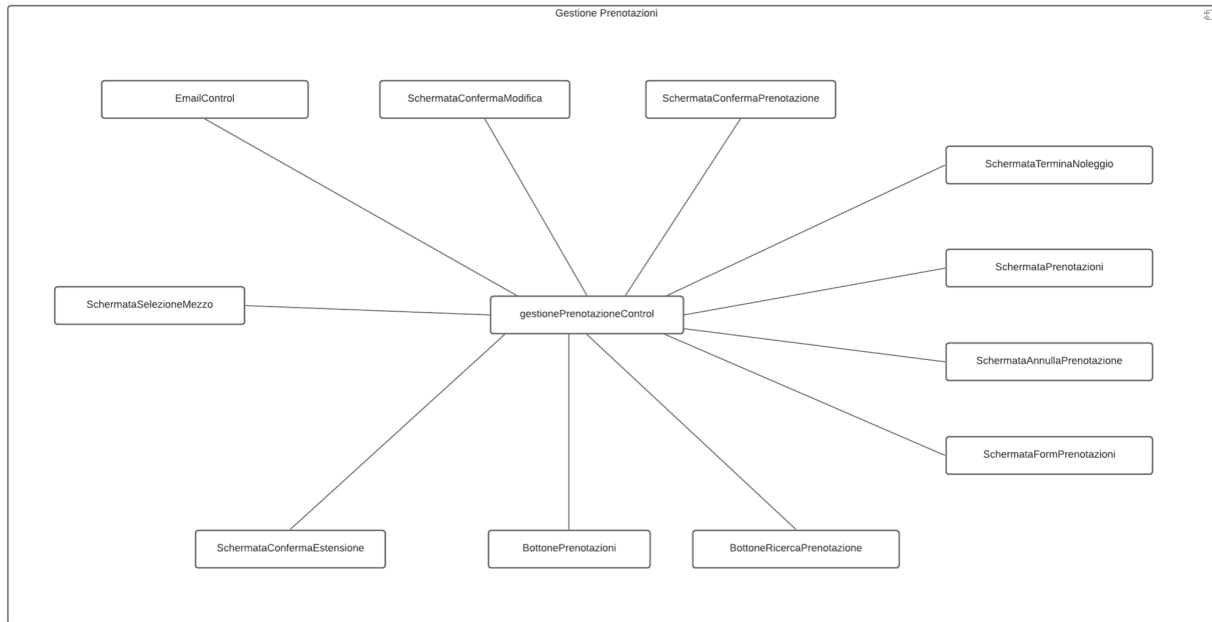 Gestione Prenotazioni
EmailControl
SchermataConfermaModifica
SchermataConfermaPrenotazione
SchermataTerminaNoleggio
SchermataPrenotazioni
SchermataSelezioneMezzo
gestionePrenotazioneControl
SchermataAnnullaPrenotazione
SchermataFormPrenotazioni
SchermataConfermaEstensione
BottonePrenotazioni
BottoneRicercaPrenotazione